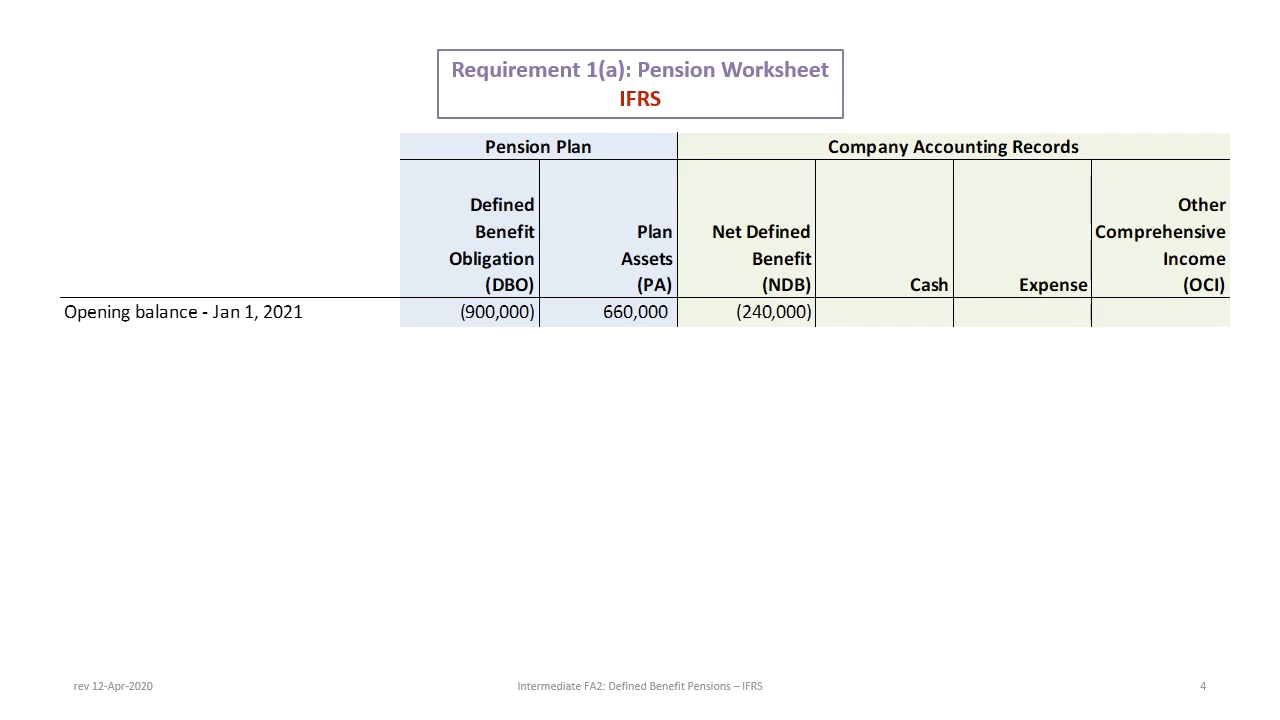 Requirement 1(a): Pension Worksheet
IFRS
Pension Plan
Company Accounting Records
Defined
Benefit
Obligation
(DBO)
Plan
Assets
(PA)
Net Defined
Benefit
(NDB)
Cash
Expense
Other
Comprehensive
Income
(OCI)
Opening balance - Jan 1, 2021 (900,000) 660,000 (240,000)
rev 12-Apr-2020
Intermediate FA2: Defined Benefit Pensions – IFRS
4